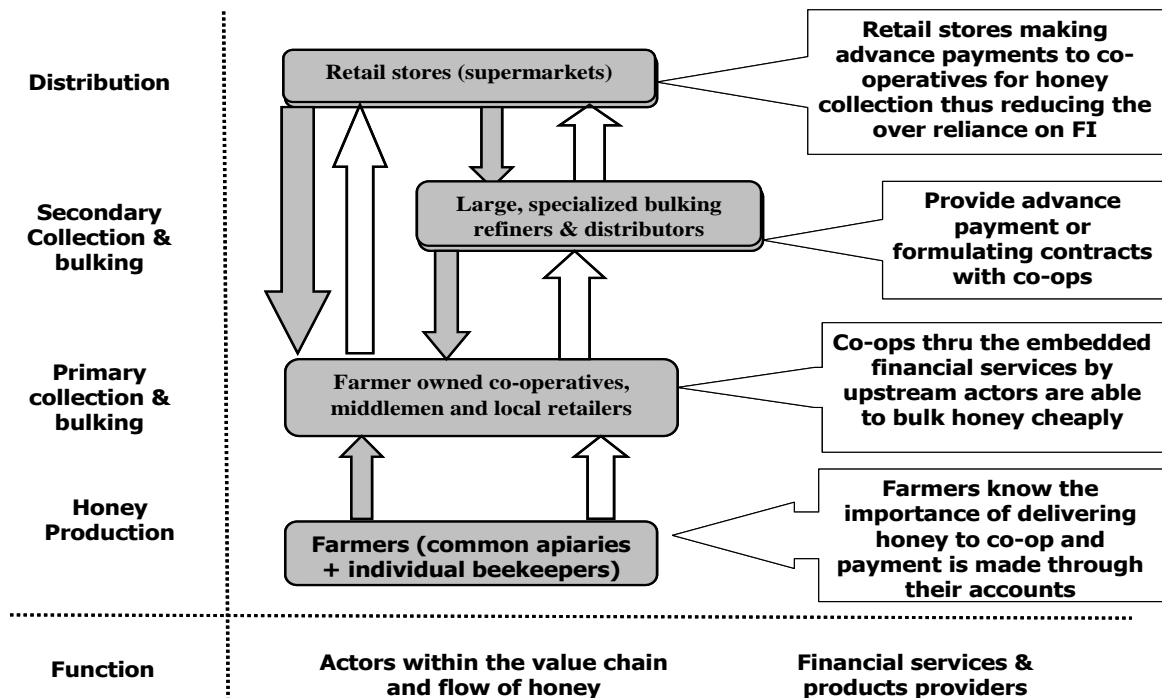 Distribution
Retail stores (supermarkets)
Retail stores making
advance payments to co-
operatives for honey
collection thus reducing the
over reliance on FI
Secondary
Collection &
bulking
Large, specialized bulking
refiners & distributors
Provide advance
payment or
formulating contracts
with co-ops
Primary
collection &
bulking
Farmer owned co-operatives,
middlemen and local retailers
Co-ops thru the embedded
financial services by
upstream actors are able
to bulk honey cheaply
Honey
Production
Farmers (common apiaries
+ individual beekeepers)
Farmers know the
importance of delivering
honey to co-op and
payment is made through
their accounts
Function
Actors within the value chain
and flow of honey
Financial services &
products providers